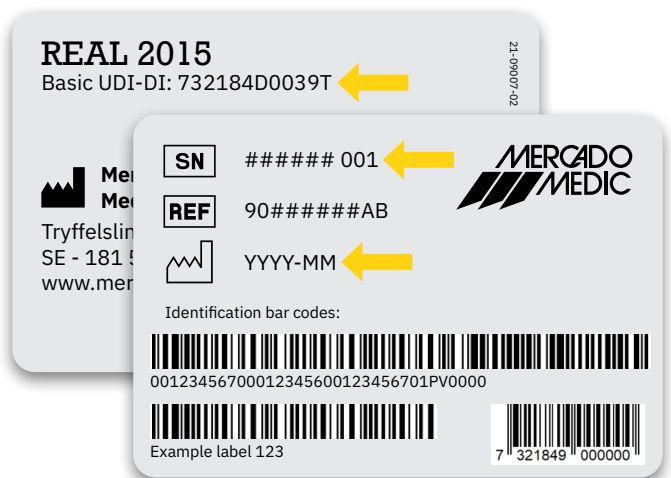 REAL 2015
Basic UDI-DI: 732184D0039T
21-09007-02
Tryffelslin
SE - 181
www.mer
SN ###### 001
REF 90######AB
YYYY-MM
MERCADO
MEDIC
Identification bar codes:
00123456700012345600123456701PV0000
Example label 123
7 321849 000000